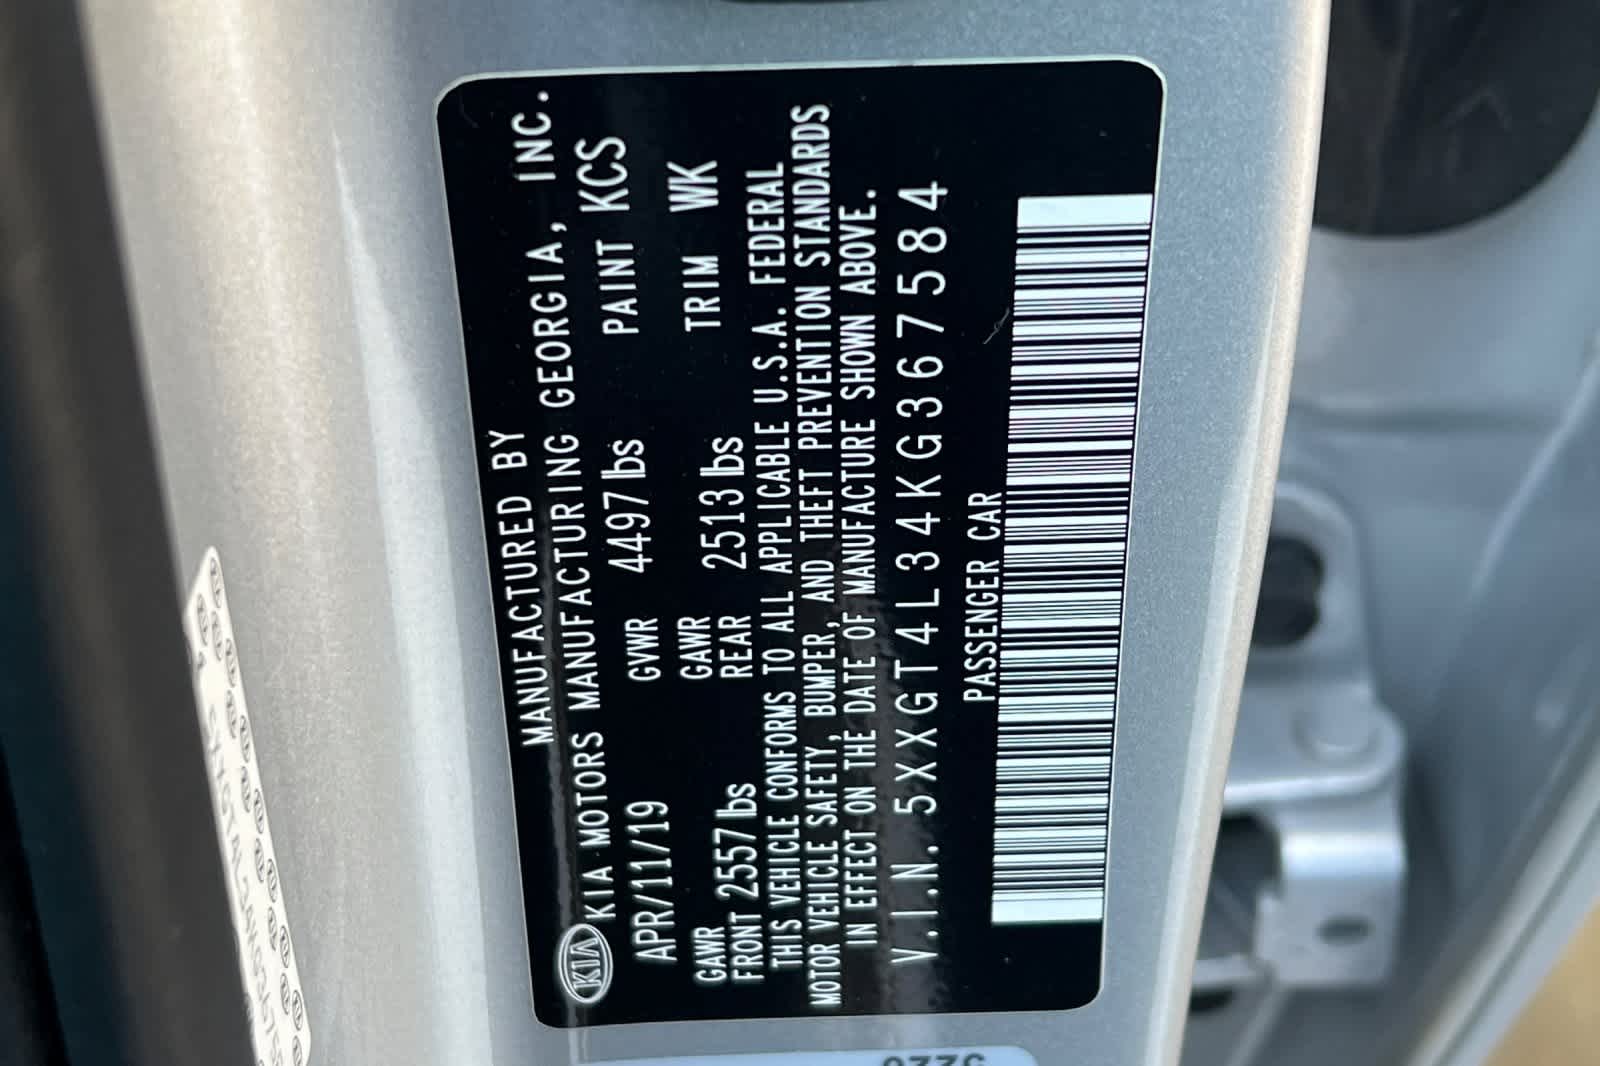 MANUFACTURED BY
KIA MOTORS MANUFACTURING GEORGIA, INC.
KIA
APR/11/19 GVWR 4497 lbs PAINT KCS
GAWR FRONT 2557 lbs GAWR REAR 2513 lbs TRIM WK
THIS VEHICLE CONFORMS TO ALL APPLICABLE U.S.A. FEDERAL
MOTOR VEHICLE SAFETY, BUMPER, AND THEFT PREVENTION STANDARDS
IN EFFECT ON THE DATE OF MANUFACTURE SHOWN ABOVE.
V.I.N. 5XXGT4L34KG367584
PASSENGER CAR